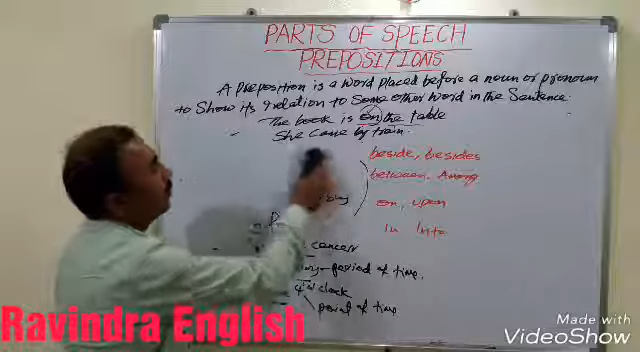 PARTS OF SPEECH
PREPOSITIONS
A Preposition is a word placed before a noun or pronoun
to show its relation to some other word in the sentence.
The book is on the table
She came by train.
beside, besides
between, Among
on, upon
in Into
cancer
period of time.
o'clock
period of time
Ravindra English
Made with
VideoShow